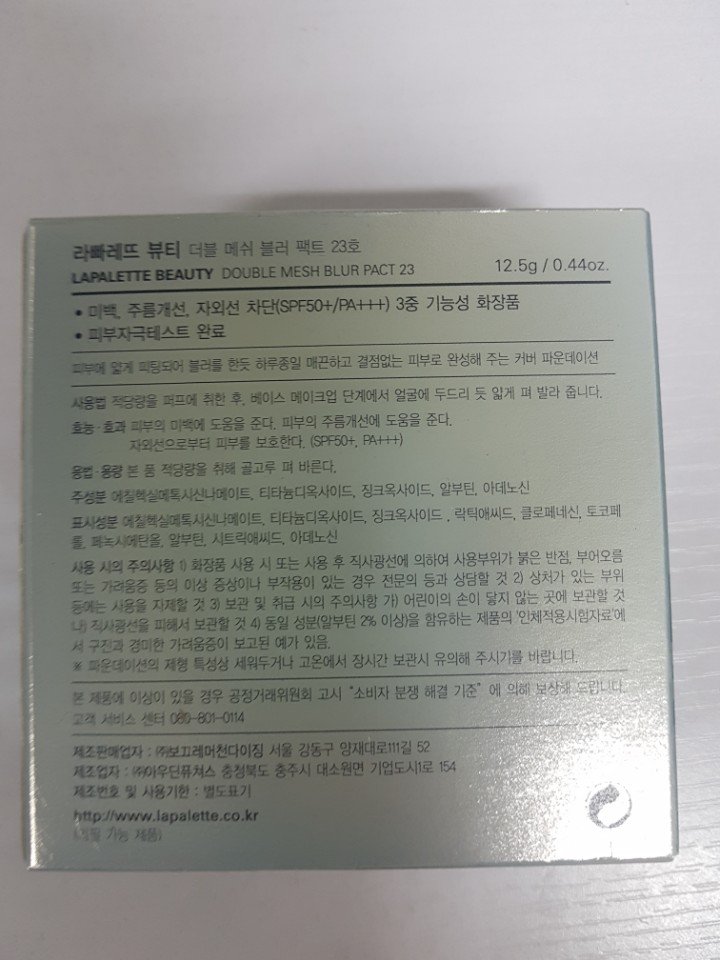 라빠레뜨 뷰티 더블 메쉬 블러 팩트 23호
LAPALETTE BEAUTY DOUBLE MESH BLUR PACT 23
12.5g / 0.44oz.
• 미백, 주름개선, 자외선 차단(SPF50+/PA+++) 3중 기능성 화장품
• 피부자극테스트 완료
피부에 얇게 피팅되어 블러를 한듯 하루종일 매끈하고 결점없는 피부로 완성해 주는 커버 파운데이션
사용법 적당량을 퍼프에 취한 후, 베이스 메이크업 단계에서 얼굴에 두드리 듯 얇게 펴 발라 줍니다.
효능·효과 피부의 미백에 도움을 준다. 피부의 주름개선에 도움을 준다.
자외선으로부터 피부를 보호한다. (SPF50+, PA+++)
용법·용량 본 품 적당량을 취해 골고루 펴 바른다.
주성분 에칠헥실메톡시신나메이트, 티타늄디옥사이드, 징크옥사이드, 알부틴, 아데노신
표시성분 에칠헥실메톡시신나메이트, 티타늄디옥사이드, 징크옥사이드 , 락틱애씨드, 클로페네신, 토코페
롤, 페녹시에탄올, 알부틴, 시트릭애씨드, 아데노신
사용 시의 주의사항 1) 화장품 사용 시 또는 사용 후 직사광선에 의하여 사용부위가 붉은 반점, 부어오름
또는 가려움증 등의 이상 증상이나 부작용이 있는 경우 전문의 등과 상담할 것 2) 상처가 있는 부위
등에는 사용을 자제할 것 3) 보관 및 취급 시의 주의사항 가) 어린이의 손이 닿지 않는 곳에 보관할 것
나) 직사광선을 피해서 보관할 것 4) 동일 성분(알부틴 2% 이상)을 함유하는 제품의 '인체적용시험자료'에
서 구진과 경미한 가려움증이 보고된 예가 있음.
※ 파운데이션의 제형 특성상 세워두거나 고온에서 장시간 보관시 유의해 주시기를 바랍니다.
본 제품에 이상이 있을 경우 공정거래위원회 고시 "소비자 분쟁 해결 기준" 에 의해 보상해 드립니다.
고객 서비스 센터 080-801-0114
제조판매업자 : ㈜보끄레머천다이징 서울 강동구 양재대로111길 52
제조업자 : ㈜아우딘퓨쳐스 충청북도 충주시 대소원면 기업도시1로 154
제조번호 및 사용기한 : 별도표기
http://www.lapalette.co.kr
(리필 가능 제품)